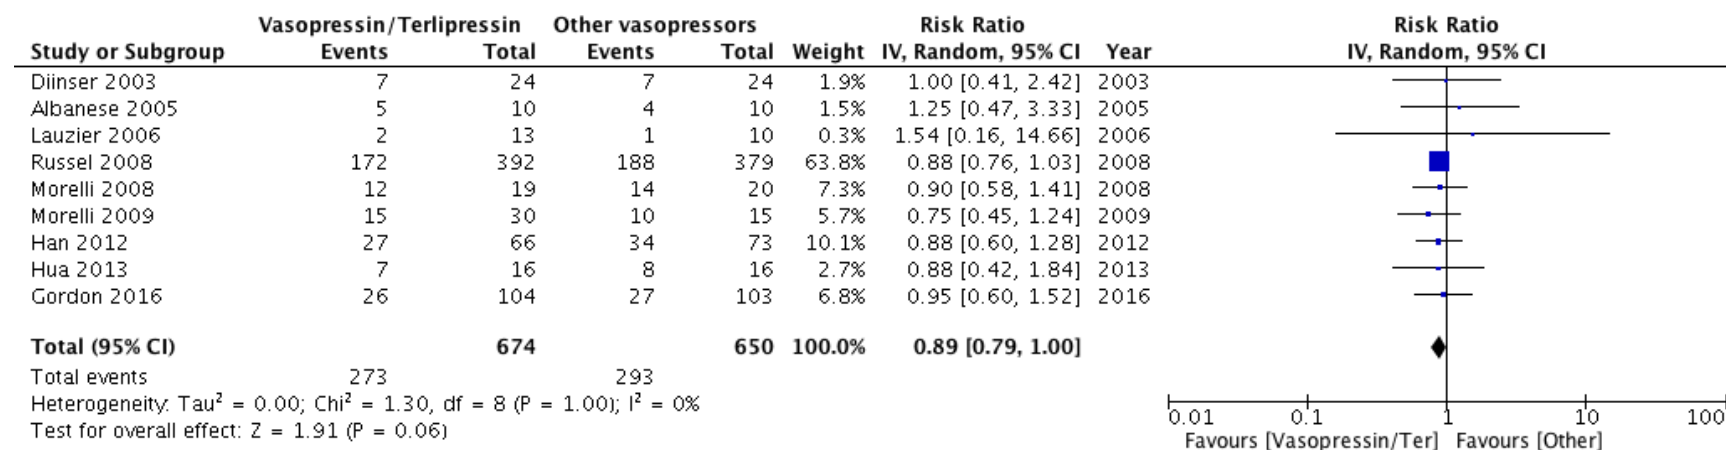 Vasopressin/Terlipressin Other vasopressors Risk Ratio Risk Ratio
Study or Subgroup Events Total Events Total Weight IV, Random, 95% CI Year IV, Random, 95% CI
Diinser 2003 7 24 7 24 1.9% 1.00 [0.41, 2.42] 2003
Albanese 2005 5 10 4 10 1.5% 1.25 [0.47, 3.33] 2005
Lauzier 2006 2 13 1 10 0.3% 1.54 [0.16, 14.66] 2006
Russel 2008 172 392 188 379 63.8% 0.88 [0.76, 1.03] 2008
Morelli 2008 12 19 14 20 7.3% 0.90 [0.58, 1.41] 2008
Morelli 2009 15 30 10 15 5.7% 0.75 [0.45, 1.24] 2009
Han 2012 27 66 34 73 10.1% 0.88 [0.60, 1.28] 2012
Hua 2013 7 16 8 16 2.7% 0.88 [0.42, 1.84] 2013
Gordon 2016 26 104 27 103 6.8% 0.95 [0.60, 1.52] 2016
Total (95% CI) 674 650 100.0% 0.89 [0.79, 1.00]
Total events 273 293
Heterogeneity: Tau² = 0.00; Chi² = 1.30, df = 8 (P = 1.00); I² = 0%
Test for overall effect: Z = 1.91 (P = 0.06)
0.01 0.1 1 10 100
Favours [Vasopressin/Ter] Favours [Other]